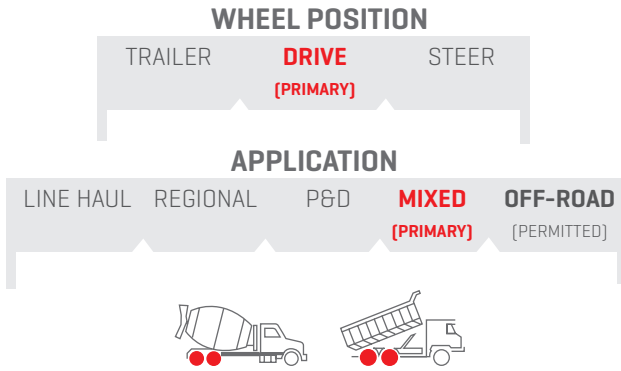 WHEEL POSITION
TRAILER DRIVE STEER
(PRIMARY)
APPLICATION
LINE HAUL REGIONAL P&D MIXED OFF-ROAD
(PRIMARY) (PERMITTED)